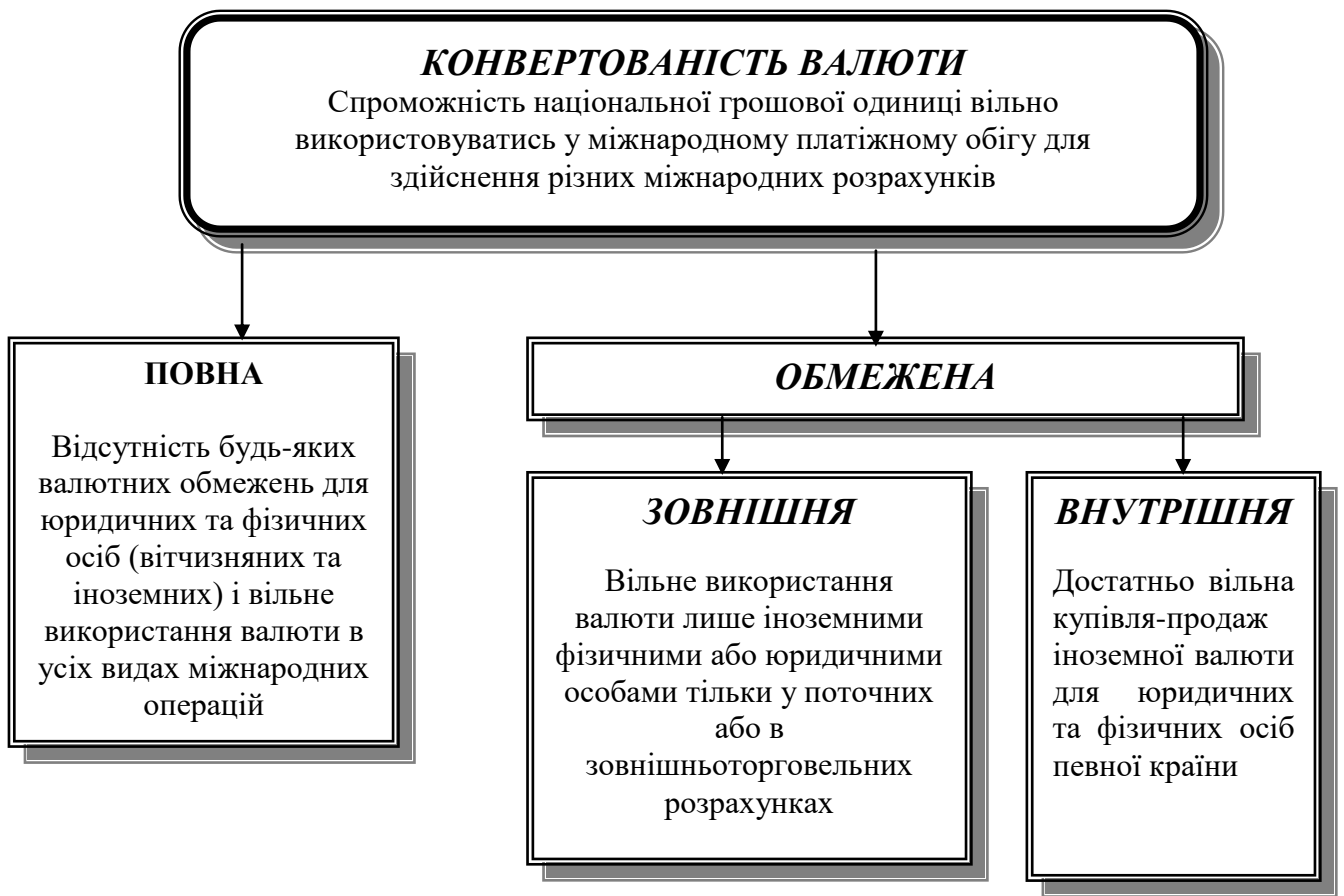 КОНВЕРТОВАНІСТЬ ВАЛЮТИ
Спроможність національної грошової одиниці вільно
використовуватись у міжнародному платіжному обігу для
здійснення різних міжнародних розрахунків
ПОВНА
Відсутність будь-яких
валютних обмежень для
юридичних та фізичних
осіб (вітчизняних та
іноземних) і вільне
використання валюти в
усіх видах міжнародних
операцій
ОБМЕЖЕНА
ЗОВНІШНЯ
Вільне використання
валюти лише іноземними
фізичними або юридичними
особами тільки у поточних
або в
зовнішньоторговельних
розрахунках
ВНУТРІШНЯ
Достатньо вільна
купівля-продаж
іноземної валюти
для юридичних
та фізичних осіб
певної країни